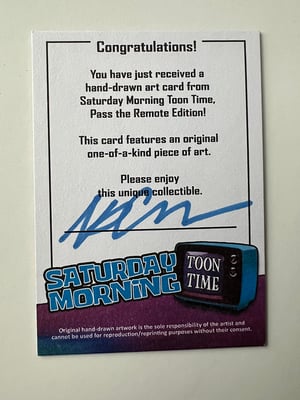 Congratulations!
You have just received a
hand-drawn art card from
Saturday Morning Toon Time,
Pass the Remote Edition!
This card features an original
one-of-a-kind piece of art.
Please enjoy
this unique collectible.
SATURDAY
MORNING
TOON
TIME
Original hand-drawn artwork is the sole responsibility of the artist and
cannot be used for reproduction/reprinting purposes without their consent.